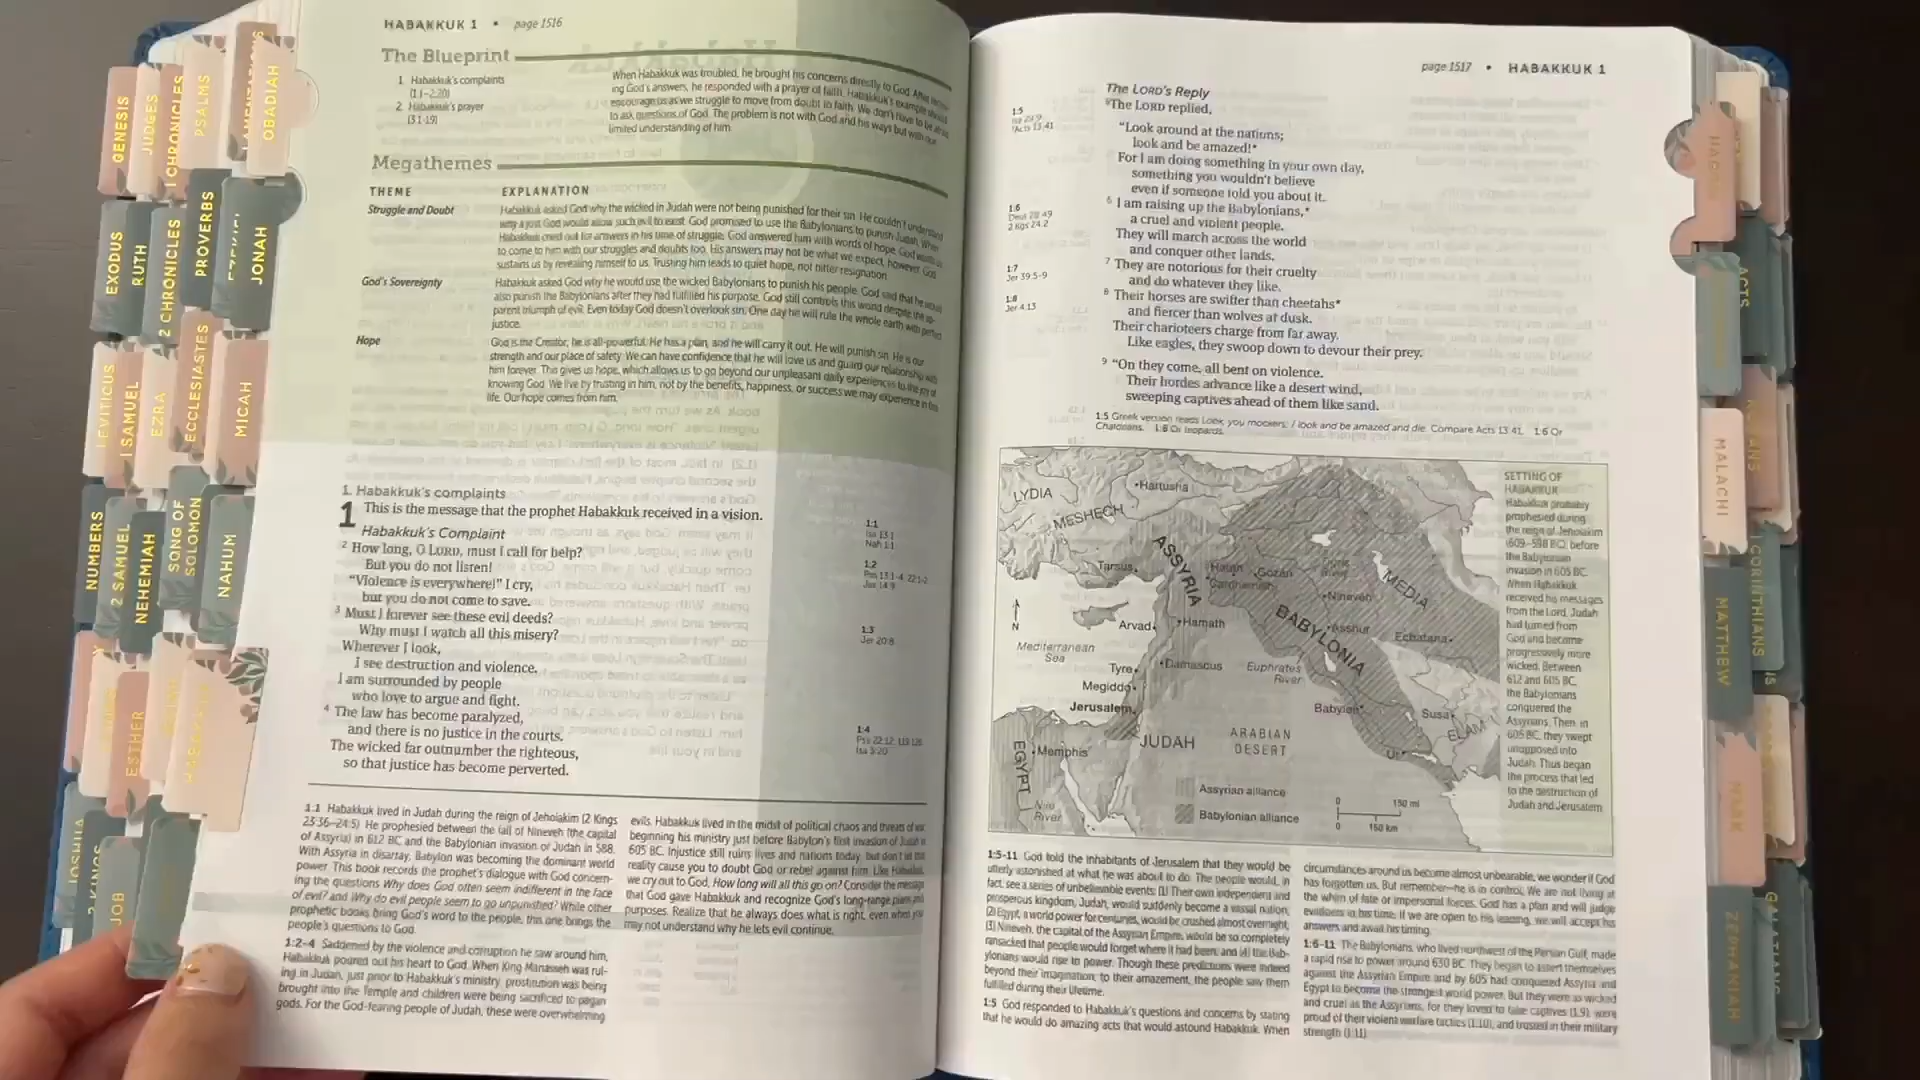 HABAKKUK 1 • page 1516
The Blueprint
1 Habakkuk's complaints
(1:1–2:20)
2. Habakkuk's prayer
(3:1-19)
When Habakkuk was troubled, he brought his concerns directly to God. After
ing God's answers, he responded with a prayer of faith. Habakkuk's example should
encourage us as we struggle to move from doubt to faith. We don't have to be
to ask questions of God. The problem is not with God and his ways but with our
limited understanding of him.
Megathemes
THEME EXPLANATION
Struggle and Doubt
Habakkuk asked God why the wicked in Judah were not being punished for their sin. He couldn't understand
why a just God would allow such evil to exist. God promised to use the Babylonians to punish Judah. When
Habakkuk cried out for answers in his time of struggle, God answered him with words of hope. God wants us
to come to him with our struggles and doubts too. His answers may not be what we expect, however. God
sustains us by revealing himself to us. Trusting him leads to quiet hope, not bitter resignation.
God's Sovereignty
Habakkuk asked God why he would use the wicked Babylonians to punish his people. God said that he would
also punish the Babylonians after they had fulfilled his purpose. God still controls this world despite the ap-
parent triumph of evil. Even today God doesn't overlook sin. One day he will rule the whole earth with perfect
justice.
Hope
God is the Creator; he is all-powerful. He has a plan, and he will carry it out. He will punish sin. He is our
strength and our place of safety. We can have confidence that he will love us and guard our relationship with
him forever. This gives us hope, which allows us to go beyond our unpleasant daily experiences to the joy of
knowing God. We live by trusting in him, not by the benefits, happiness, or success we may experience in this
life. Our hope comes from him.
1. Habakkuk's complaints
1 This is the message that the prophet Habakkuk received in a vision.
Habakkuk's Complaint
2 How long, O LORD, must I call for help?
But you do not listen!
“Violence is everywhere!” I cry,
but you do not come to save.
3 Must I forever see these evil deeds?
Why must I watch all this misery?
Wherever I look,
I see destruction and violence.
I am surrounded by people
who love to argue and fight.
4 The law has become paralyzed,
and there is no justice in the courts.
The wicked far outnumber the righteous,
so that justice has become perverted.
1:1
Isa 13:1
Nah 1:1
1:2
Pss 13:1-4; 22:1-2
Jer 14:9
1:3
Jer 20:8
1:4
Pss 22:12; 119:126
Isa 5:20
1:1 Habakkuk lived in Judah during the reign of Jehoiakim (2 Kings
23:36–24:5). He prophesied between the fall of Nineveh (the capital
of Assyria) in 612 BC and the Babylonian invasion of Judah in 588.
With Assyria in disarray, Babylon was becoming the dominant world
power. This book records the prophet's dialogue with God concern-
ing the questions Why does God often seem indifferent in the face
of evil? and Why do evil people seem to go unpunished? While other
prophetic books bring God's word to the people, this one brings the
people's questions to God.
1:2-4 Saddened by the violence and corruption he saw around him,
Habakkuk poured out his heart to God. When King Manasseh was rul-
ing in Judah, just prior to Habakkuk's ministry, prostitution was being
brought into the Temple and children were being sacrificed to pagan
gods. For the God-fearing people of Judah, these were overwhelming
evils. Habakkuk lived in the midst of political chaos and threats of war,
beginning his ministry just before Babylon's first invasion of Judah in
605 BC. Injustice still ruins lives and nations today, but don't let this
reality cause you to doubt God or rebel against him. Like Habakkuk,
we cry out to God, How long will all this go on? Consider the message
that God gave Habakkuk and recognize God's long-range plans and
purposes. Realize that he always does what is right, even when you
may not understand why he lets evil continue.
page 1517 • HABAKKUK 1
The LORD's Reply
5 The LORD replied,
“Look around at the nations;
look and be amazed!*
For I am doing something in your own day,
something you wouldn't believe
even if someone told you about it.
6 I am raising up the Babylonians,*
a cruel and violent people.
They will march across the world
and conquer other lands.
7 They are notorious for their cruelty
and do whatever they like.
8 Their horses are swifter than cheetahs*
and fiercer than wolves at dusk.
Their charioteers charge from far away.
Like eagles, they swoop down to devour their prey.
9 “On they come, all bent on violence.
Their hordes advance like a desert wind,
sweeping captives ahead of them like sand.
1:5
Isa 29:9
*Acts 13:41
1:6
Deut 28:49
2 Kgs 24:2
1:7
Jer 39:5-9
1:8
Jer 4:13
1:5 Greek version reads Look, you mockers; / look and be amazed and die. Compare Acts 13:41. 1:6 Or
Chaldeans. 1:8 Or leopards.
LYDIA
Hattusha
MESHECH
ASSYRIA
Tarsus
Haran
Gozan
Carchemish
Nineveh
MEDIA
BABYLONIA
Asshur
Ecbatana
N
Arvad
Hamath
Mediterranean
Sea
Tyre
Damascus
Euphrates
River
Megiddo
Jerusalem
Babylon
Susa
ELAM
Ur
EGYPT
Memphis
JUDAH
ARABIAN
DESERT
Nile
River
Assyrian alliance
Babylonian alliance
0 150 mi
0 150 km
SETTING OF
HABAKKUK
Habakkuk probably
prophesied during
the reign of Jehoiakim
(609–598 BC), before
the Babylonian
invasion in 605 BC.
When Habakkuk
received his messages
from the Lord, Judah
had turned from
God and became
progressively more
wicked. Between
612 and 605 BC,
the Babylonians
conquered the
Assyrians. Then, in
605 BC, they swept
unopposed into
Judah. Thus began
the process that led
to the destruction of
Judah and Jerusalem.
1:5-11 God told the inhabitants of Jerusalem that they would be
utterly astonished at what he was about to do. The people would, in
fact, see a series of unbelievable events: (1) Their own independent and
prosperous kingdom, Judah, would suddenly become a vassal nation;
(2) Egypt, a world power for centuries, would be crushed almost overnight;
(3) Nineveh, the capital of the Assyrian Empire, would be so completely
ransacked that people would forget where it had been; and (4) the Bab-
ylonians would rise to power. Though these predictions were indeed
beyond their imagination, to their amazement, the people saw them
fulfilled during their lifetime.
1:5 God responded to Habakkuk's questions and concerns by stating
that he would do amazing acts that would astound Habakkuk. When
circumstances around us become almost unbearable, we wonder if God
has forgotten us. But remember—he is in control. We are not living at
the whim of fate or impersonal forces. God has a plan and will judge
evildoers in his time. If we are open to his leading, we will accept his
answers and await his timing.
1:6-11 The Babylonians, who lived northwest of the Persian Gulf, made
a rapid rise to power around 630 BC. They began to assert themselves
against the Assyrian Empire and by 605 had conquered Assyria and
Egypt to become the strongest world power. But they were as wicked
and cruel as the Assyrians, for they loved to take captives (1:9), were
proud of their violent warfare tactics (1:10), and trusted in their military
strength (1:11).
GENESIS
JUDGES
1 CHRONICLES
PSALMS
OBADIAH
EXODUS
RUTH
2 CHRONICLES
PROVERBS
JONAH
LEVITICUS
1 SAMUEL
EZRA
ECCLESIASTES
MICAH
NUMBERS
2 SAMUEL
NEHEMIAH
SONG OF
SOLOMON
NAHUM
ESTHER
HABAKKUK
JOSHUA
2 KINGS
JOB
ACTS
MALACHI
MATTHEW
1 CORINTHIANS
MARK
ZEPHANIAH
GALATIANS